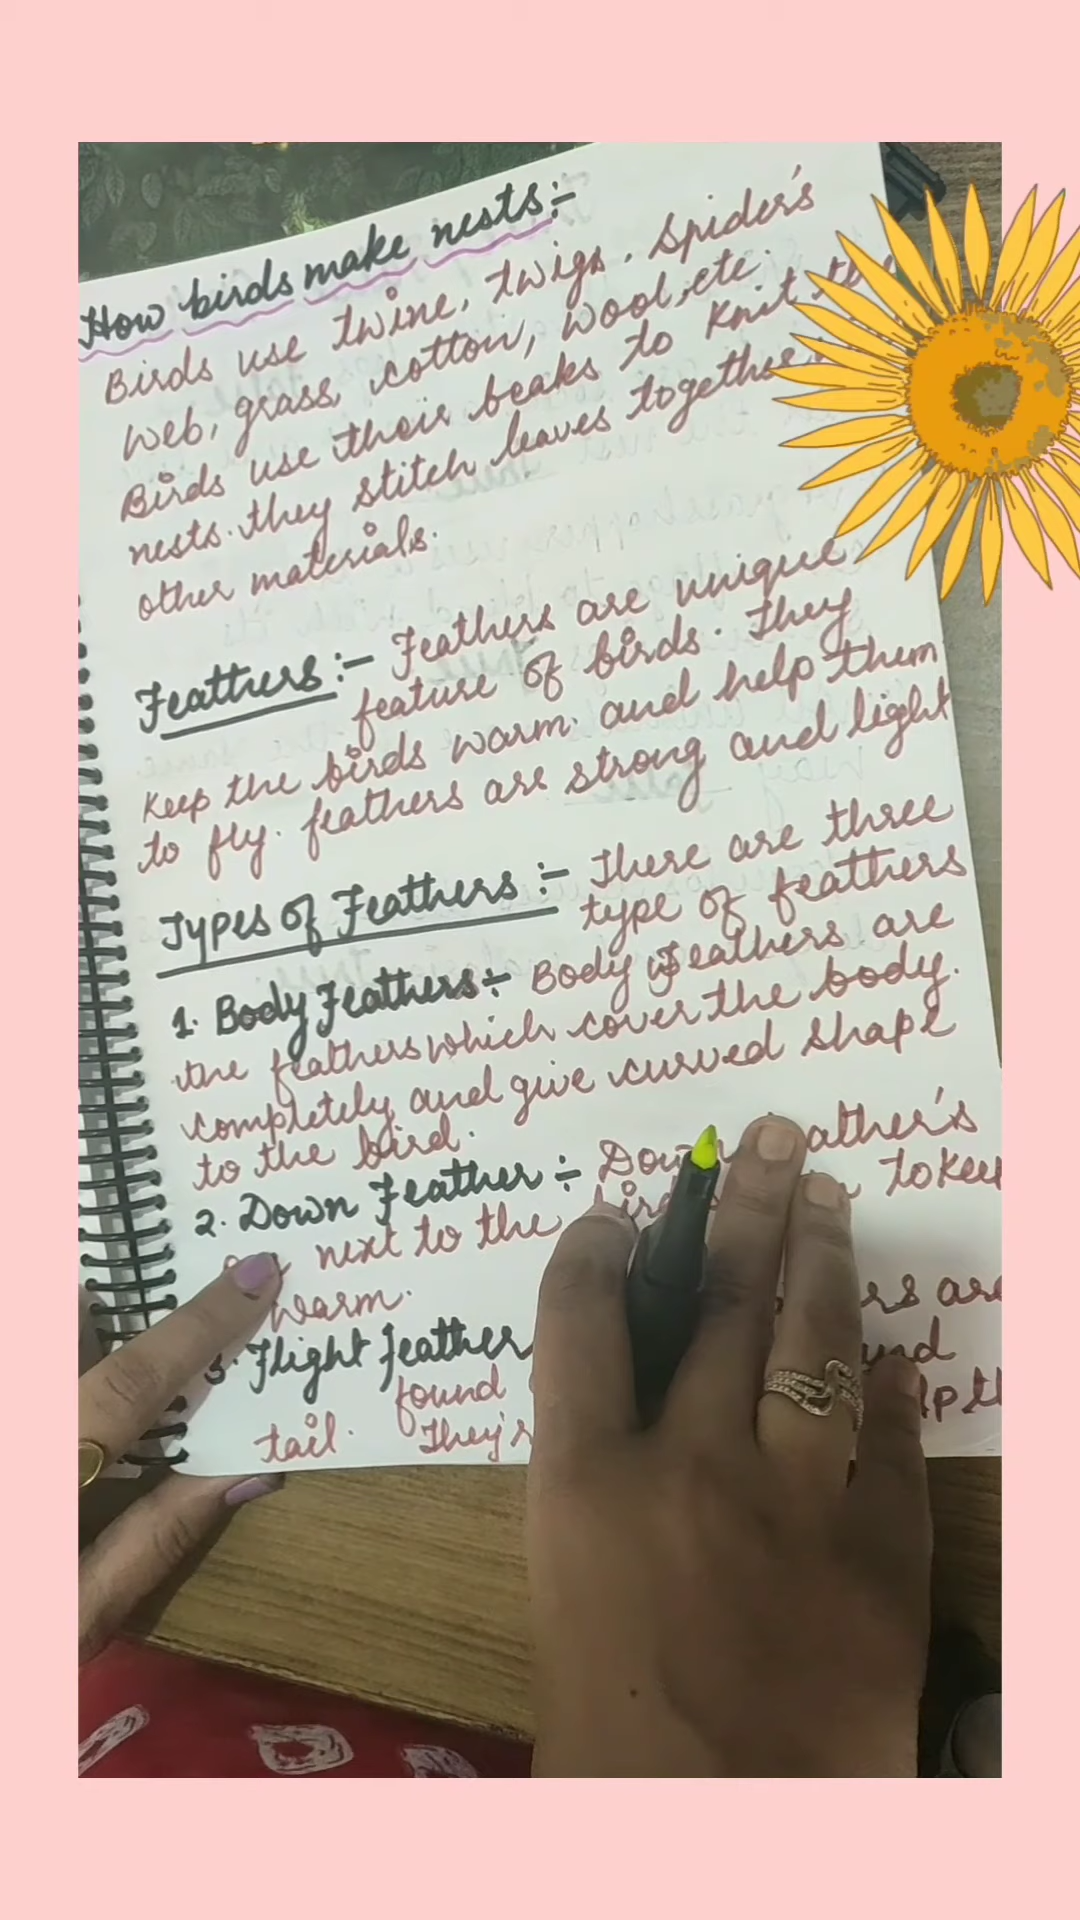 How birds make nests:-
Birds use twine, twigs. Spider's
web, grass, cotton, wool, etc.
Birds use their beaks to knit
nests. they stitch leaves together
other materials.
Feathers:- Feathers are unique
feature of birds. They
keep the birds warm. and help them
to fly. feathers are strong and light
Types of Feathers:- There are three
type of feathers
1. Body Feathers:- Body Feathers are
the feathers which cover the body.
completely and give curved shape
to the bird.
2. Down Feather:-
next to the to keep
warm.
3. Flight feather are
found
tail. They